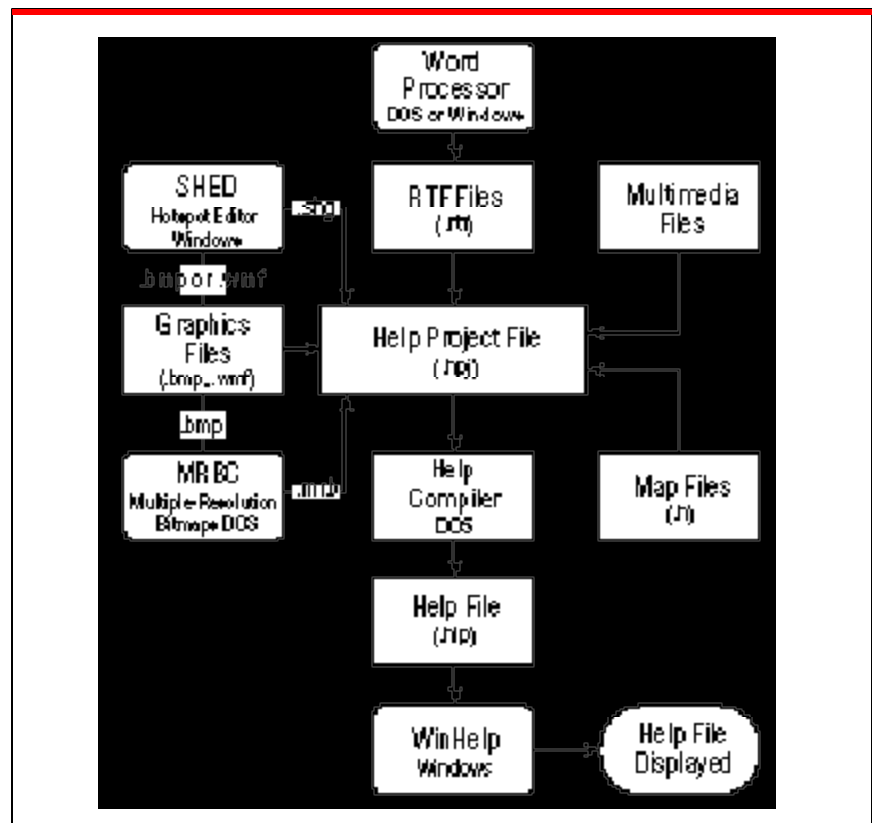 Word
Processor
DOS or Windows
SHED
Hotspot Editor
Windows
.shg
RTF Files
(.rtf)
Multimedia
Files
.bmp or .wmf
Graphics
Files
(.bmp, .wmf)
Help Project File
(.hpj)
.bmp
MRBC
Multiple-Resolution
Bitmaps DOS
.mrb
Help
Compiler
DOS
Map Files
(.h)
Help File
(.hlp)
WinHelp
Windows
Help File
Displayed